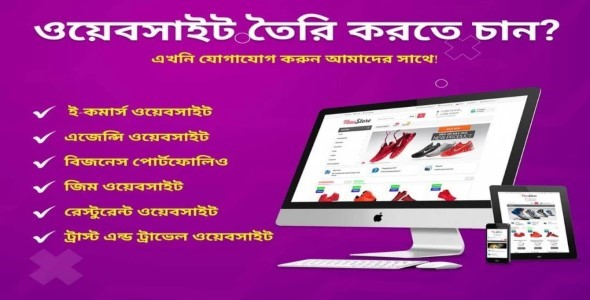 ওয়েবসাইট তৈরি করতে চান?
এখনি যোগাযোগ করুন আমাদের সাথে!
ই-কমার্স ওয়েবসাইট
এজেন্সি ওয়েবসাইট
বিজনেস পোর্টফোলিও
জিম ওয়েবসাইট
রেস্টুরেন্ট ওয়েবসাইট
ট্রাস্ট এন্ড ট্রাভেল ওয়েবসাইট
Store